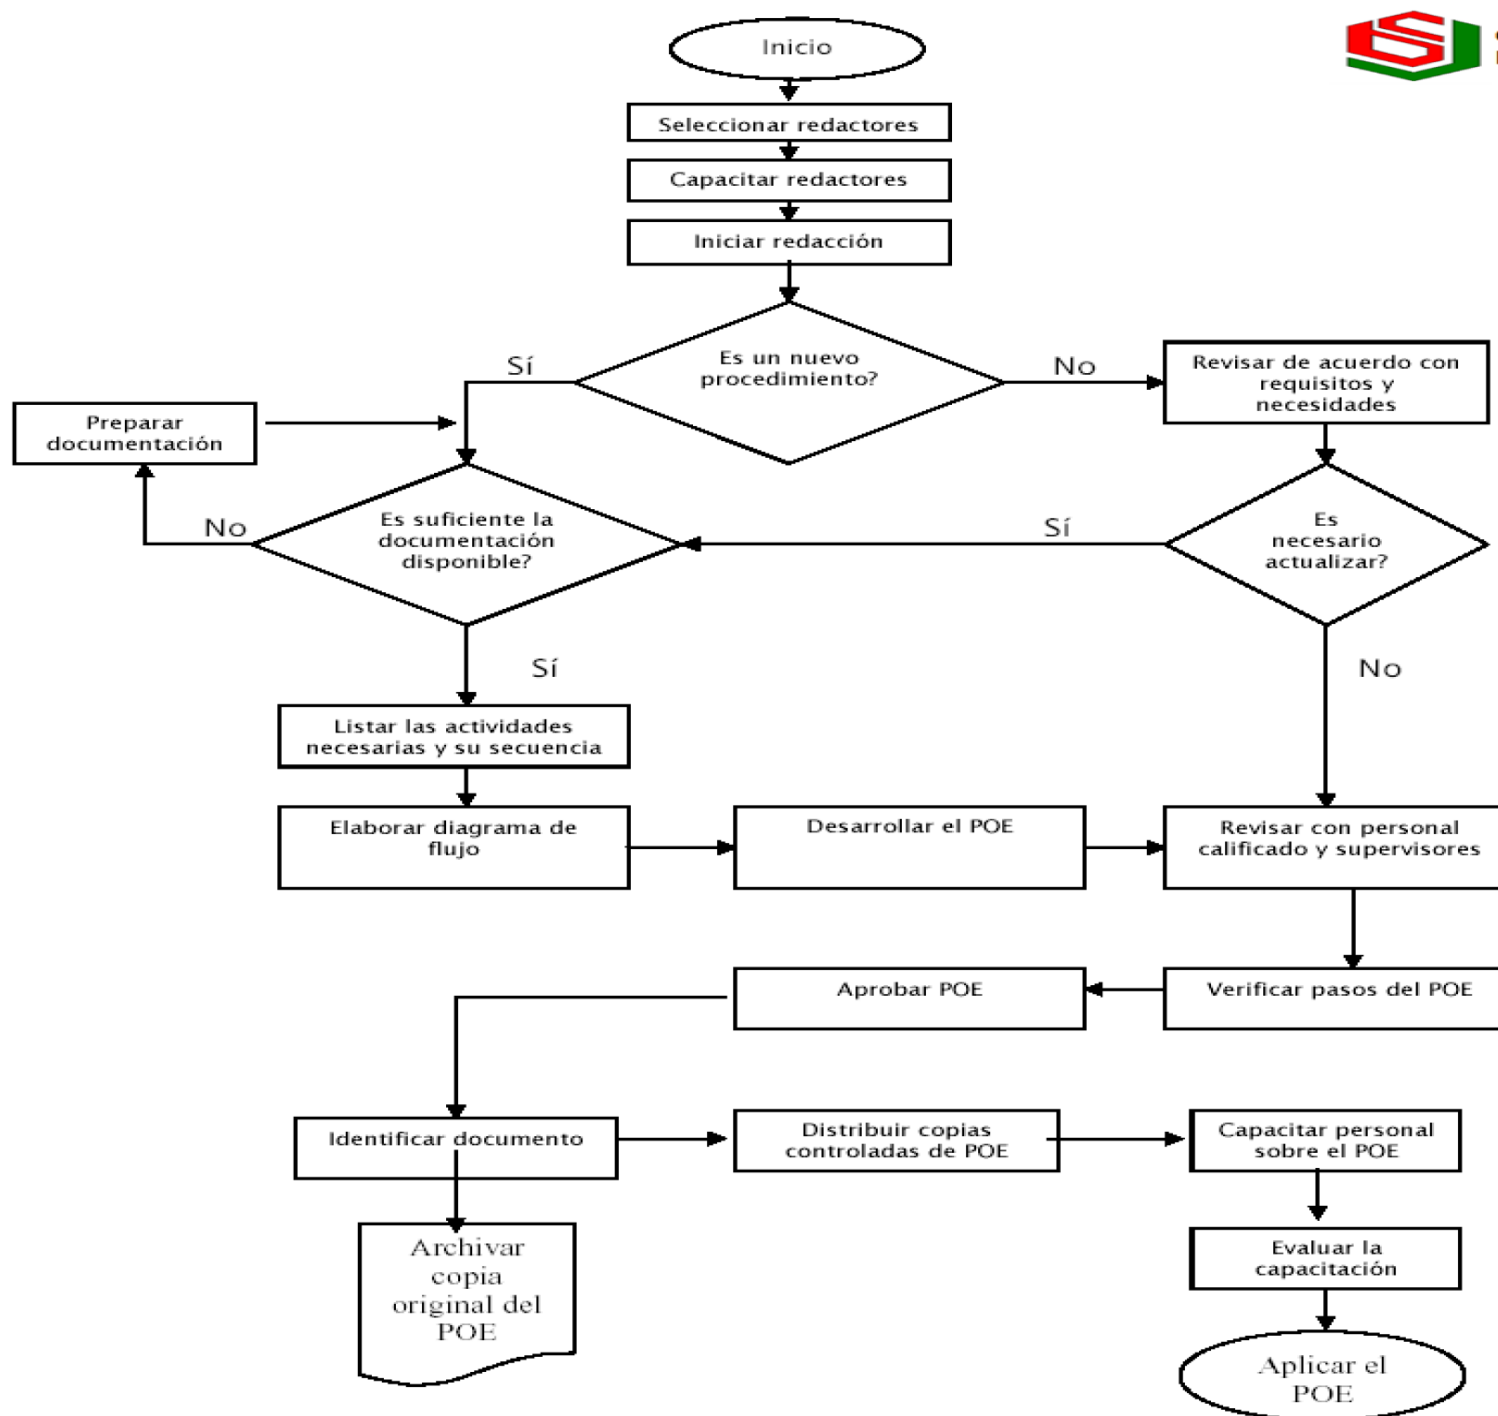 Inicio
Seleccionar redactores
Capacitar redactores
Iniciar redacción
Es un nuevo
procedimiento?
Sí
No
Revisar de acuerdo con
requisitos y
necesidades
Preparar
documentación
Es suficiente la
documentación
disponible?
No
Sí
Es
necesario
actualizar?
Sí
No
Listar las actividades
necesarias y su secuencia
Elaborar diagrama de
flujo
Desarrollar el POE
Revisar con personal
calificado y supervisores
Aprobar POE
Verificar pasos del POE
Identificar documento
Distribuir copias
controladas de POE
Capacitar personal
sobre el POE
Archivar
copia
original del
POE
Evaluar la
capacitación
Aplicar el
POE